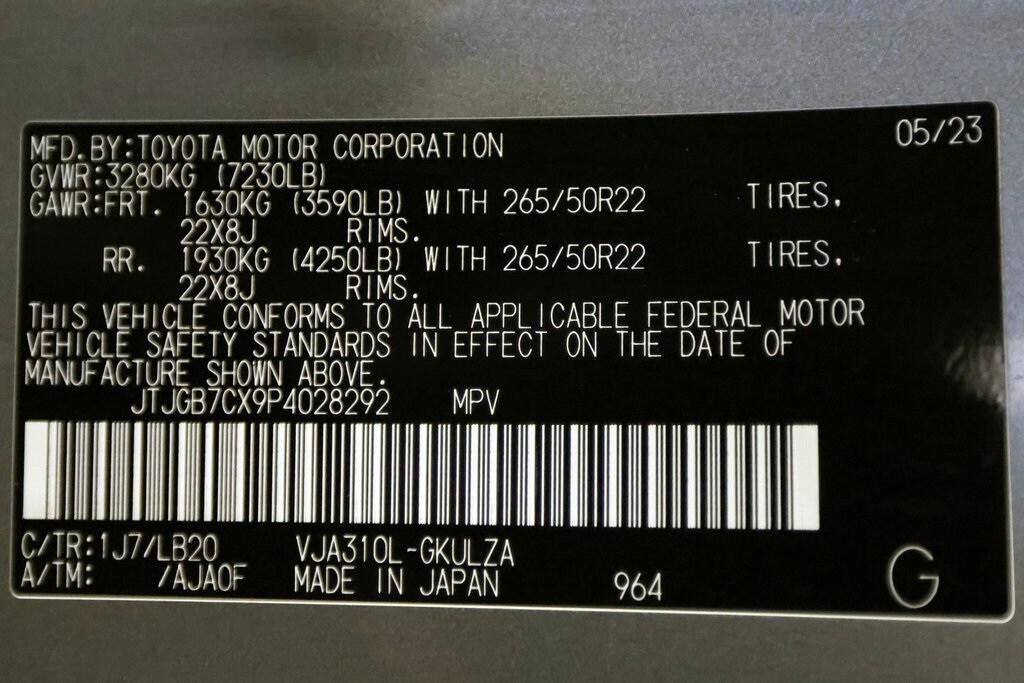 MFD.BY:TOYOTA MOTOR CORPORATION 05/23
GVWR:3280KG (7230LB)
GAWR:FRT. 1630KG (3590LB) WITH 265/50R22 TIRES.
22X8J RIMS.
RR. 1930KG (4250LB) WITH 265/50R22 TIRES.
22X8J RIMS.
THIS VEHICLE CONFORMS TO ALL APPLICABLE FEDERAL MOTOR
VEHICLE SAFETY STANDARDS IN EFFECT ON THE DATE OF
MANUFACTURE SHOWN ABOVE.
JTJGB7CX9P4028292 MPV
C/TR:1J7/LB20 VJA310L-GKULZA
A/TM: /AJA0F MADE IN JAPAN 964 G